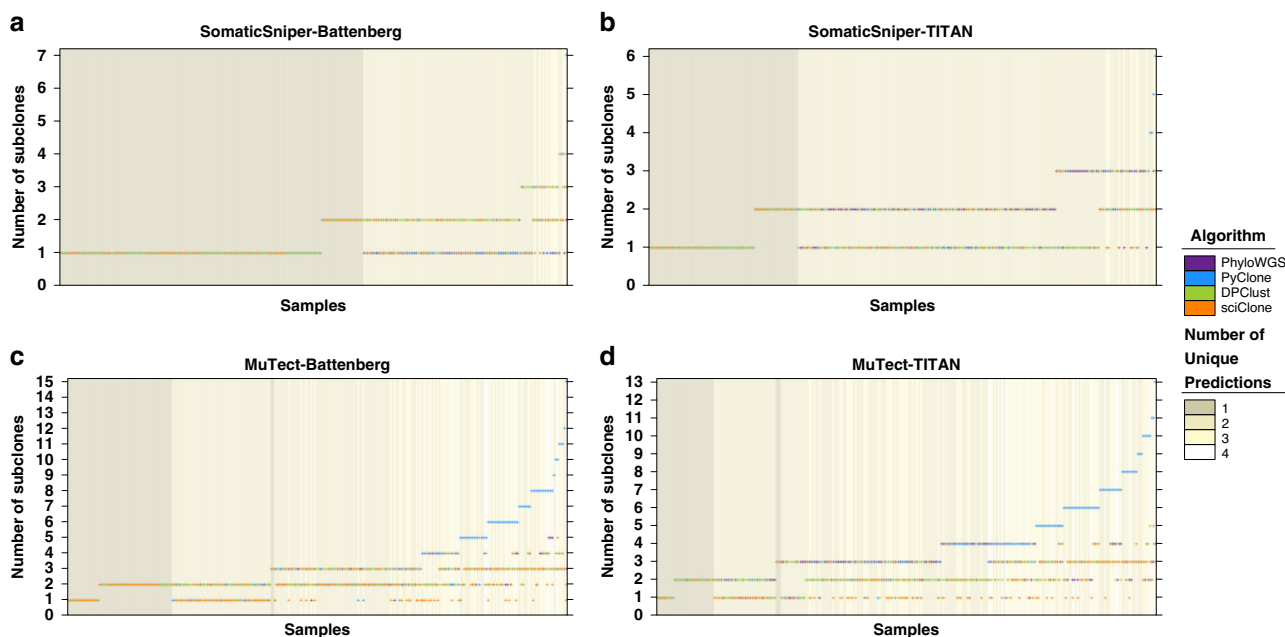 a
SomaticSniper-Battenberg
7
6
5
4
3
2
1
0
Number of subclones
Samples
b
SomaticSniper-TITAN
6
5
4
3
2
1
0
Number of subclones
Samples
Algorithm
PhyloWGS
PyClone
DPClust
sciClone
Number of
Unique
Predictions
1
2
3
4
c
MuTect-Battenberg
15
14
13
12
11
10
9
8
7
6
5
4
3
2
1
0
Number of subclones
Samples
d
MuTect-TITAN
13
12
11
10
9
8
7
6
5
4
3
2
1
0
Number of subclones
Samples